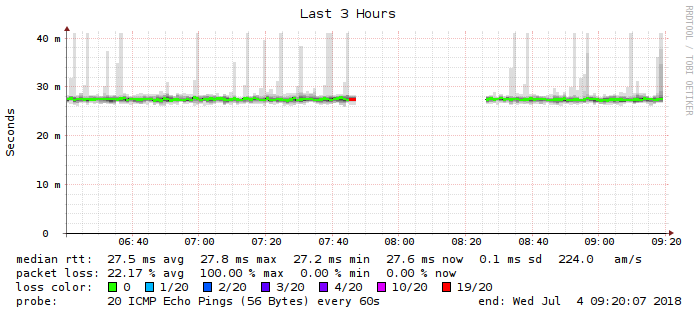 Last 3 Hours
RRDTOOL / TOBI OETIKER
Seconds
40 m
30 m
20 m
10 m
0
06:40 07:00 07:20 07:40 08:00 08:20 08:40 09:00 09:20
median rtt: 27.5 ms avg 27.8 ms max 27.2 ms min 27.6 ms now 0.1 ms sd 224.0 am/s
packet loss: 22.17 % avg 100.00 % max 0.00 % min 0.00 % now
loss color: 0 1/20 2/20 3/20 4/20 10/20 19/20
probe: 20 ICMP Echo Pings (56 Bytes) every 60s end: Wed Jul 4 09:20:07 2018